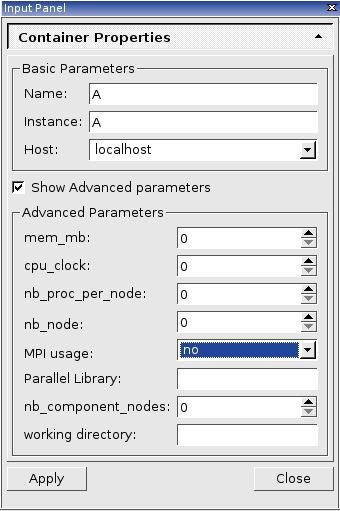 Input Panel
Container Properties
Basic Parameters
Name: A
Instance: A
Host: localhost
Show Advanced parameters
Advanced Parameters
mem_mb: 0
cpu_clock: 0
nb_proc_per_node: 0
nb_node: 0
MPI usage: no
Parallel Library:
nb_component_nodes: 0
working directory:
Apply Close